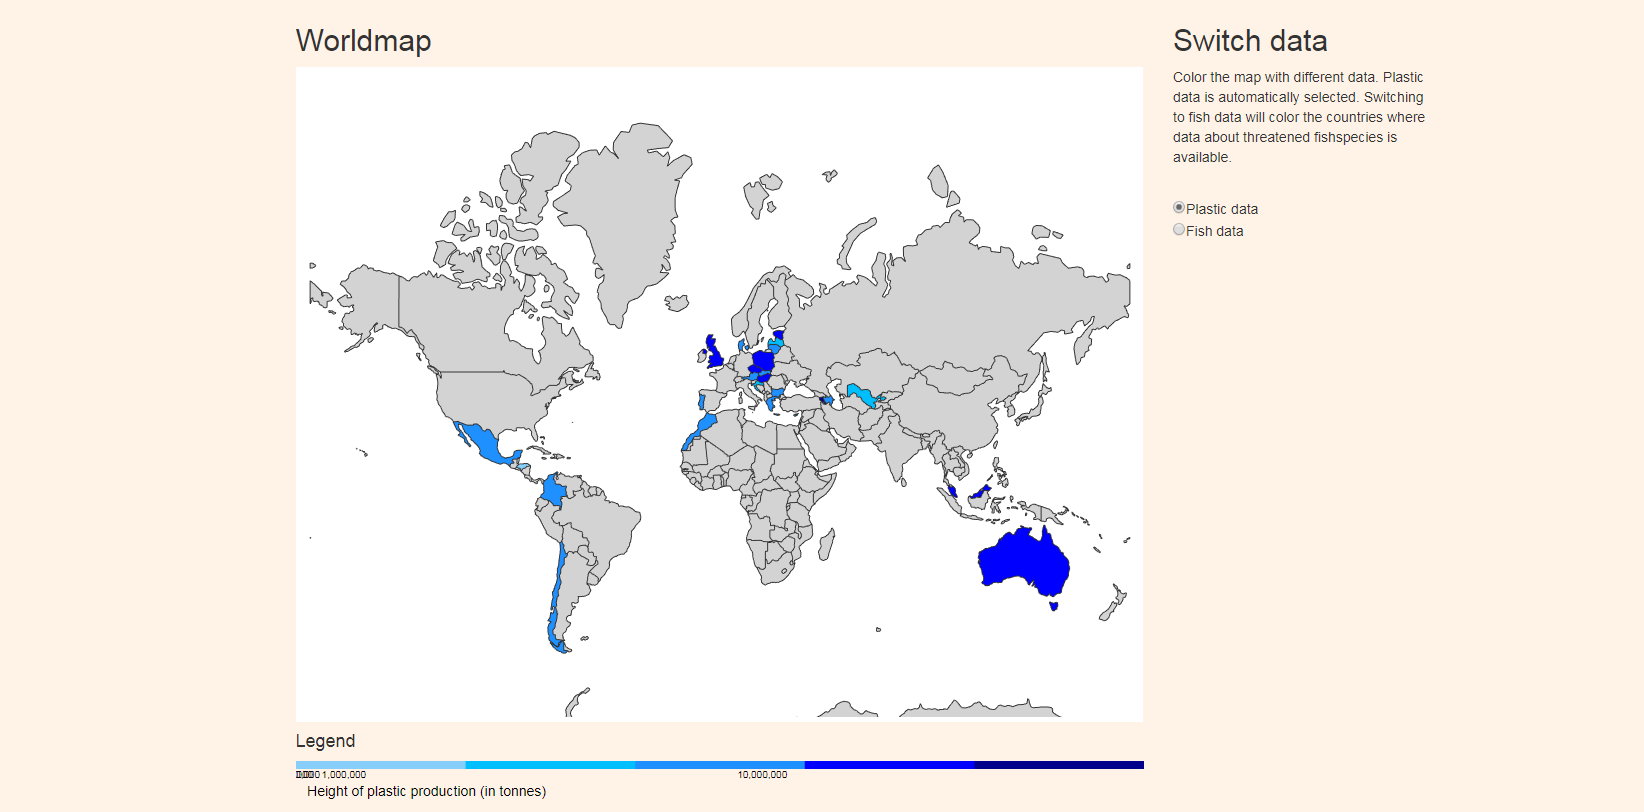 Worldmap
Switch data
Color the map with different data. Plastic
data is automatically selected. Switching
to fish data will color the countries where
data about threatened fishspecies is
available.
Plastic data
Fish data
Legend
1,000,000
10,000,000
Height of plastic production (in tonnes)